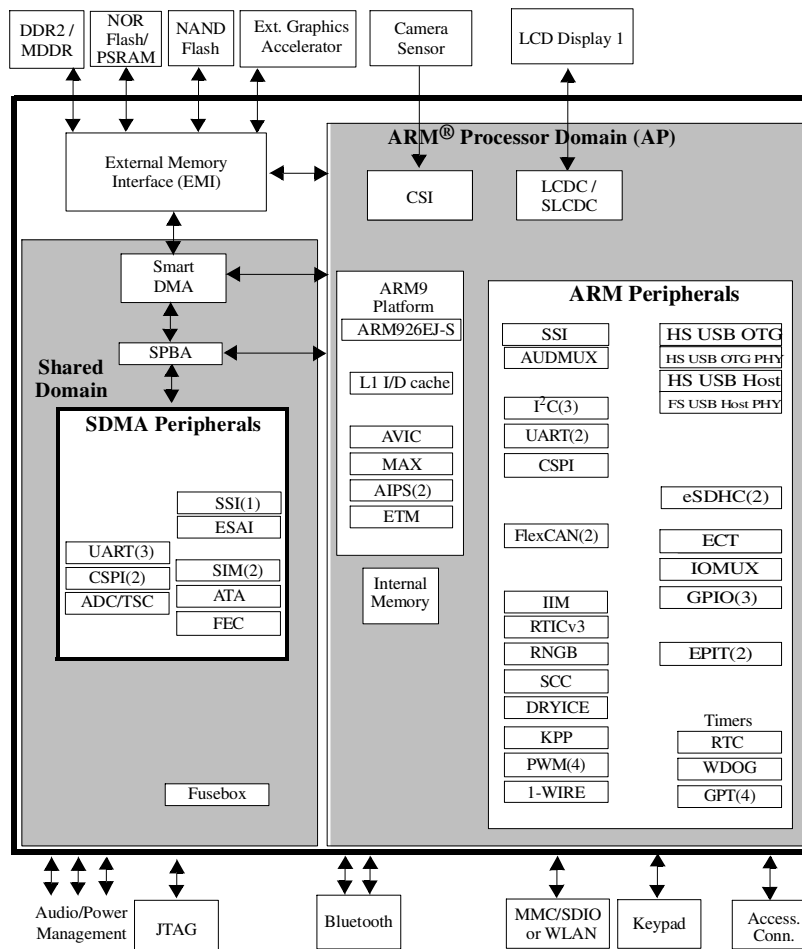 DDR2 /
MDDR
NOR
Flash/
PSRAM
NAND
Flash
Ext. Graphics
Accelerator
Camera
Sensor
LCD Display 1
External Memory
Interface (EMI)
ARM® Processor Domain (AP)
CSI
LCDC /
SLCDC
Smart
DMA
SPBA
Shared
Domain
SDMA Peripherals
SSI(1)
ESAI
UART(3)
CSPI(2)
ADC/TSC
SIM(2)
ATA
FEC
Fusebox
ARM9
Platform
ARM926EJ-S
L1 I/D cache
AVIC
MAX
AIPS(2)
ETM
Internal
Memory
ARM Peripherals
SSI
AUDMUX
I²C(3)
UART(2)
CSPI
FlexCAN(2)
IIM
RTICv3
RNGB
SCC
DRYICE
KPP
PWM(4)
1-WIRE
HS USB OTG
HS USB OTG PHY
HS USB Host
FS USB Host PHY
eSDHC(2)
ECT
IOMUX
GPIO(3)
EPIT(2)
Timers
RTC
WDOG
GPT(4)
Audio/Power
Management
JTAG
Bluetooth
MMC/SDIO
or WLAN
Keypad
Access.
Conn.